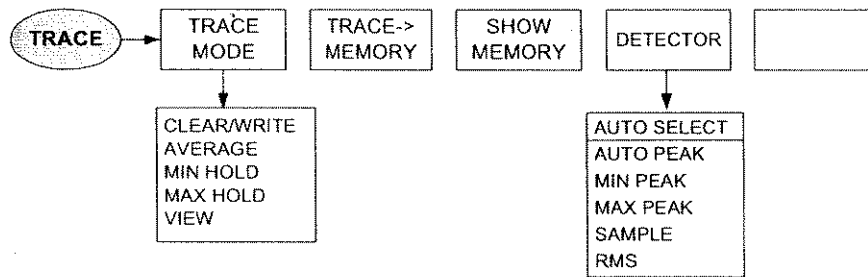 TRACE
TRACE
MODE
TRACE->
MEMORY
SHOW
MEMORY
DETECTOR
CLEAR/WRITE
AVERAGE
MIN HOLD
MAX HOLD
VIEW
AUTO SELECT
AUTO PEAK
MIN PEAK
MAX PEAK
SAMPLE
RMS